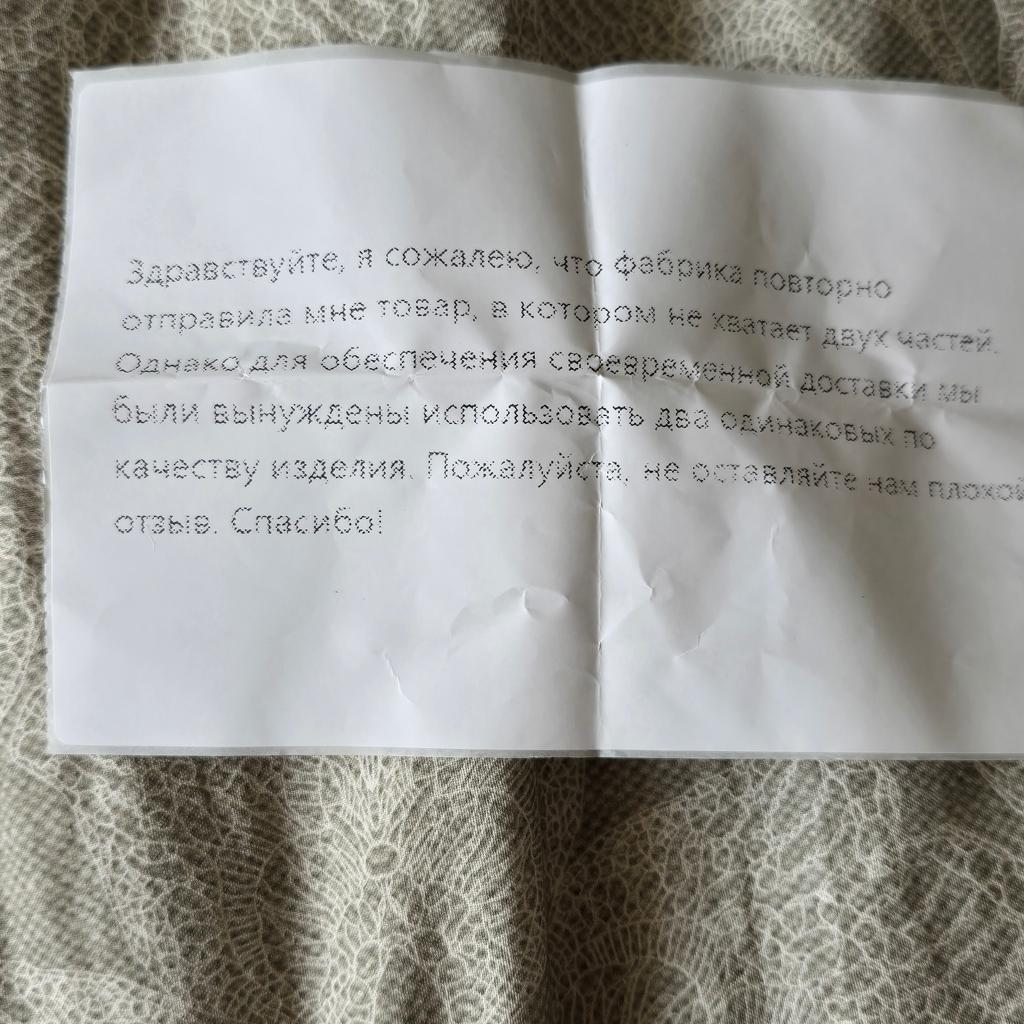 Здравствуйте, я сожалею, что фабрика повторно
отправила мне товар, в котором не хватает двух частей.
Однако для обеспечения своевременной доставки мы
были вынуждены использовать два одинаковых по
качеству изделия. Пожалуйста, не оставляйте нам плохой
отзыв. Спасибо!